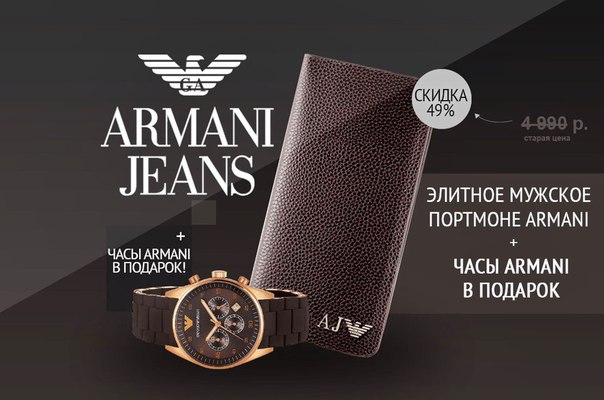 GA
ARMANI
JEANS
СКИДКА
49%
4 990 р.
старая цена
ЭЛИТНОЕ МУЖСКОЕ
ПОРТМОНЕ ARMANI
+
ЧАСЫ ARMANI
В ПОДАРОК
+
ЧАСЫ ARMANI
В ПОДАРОК!
AJ